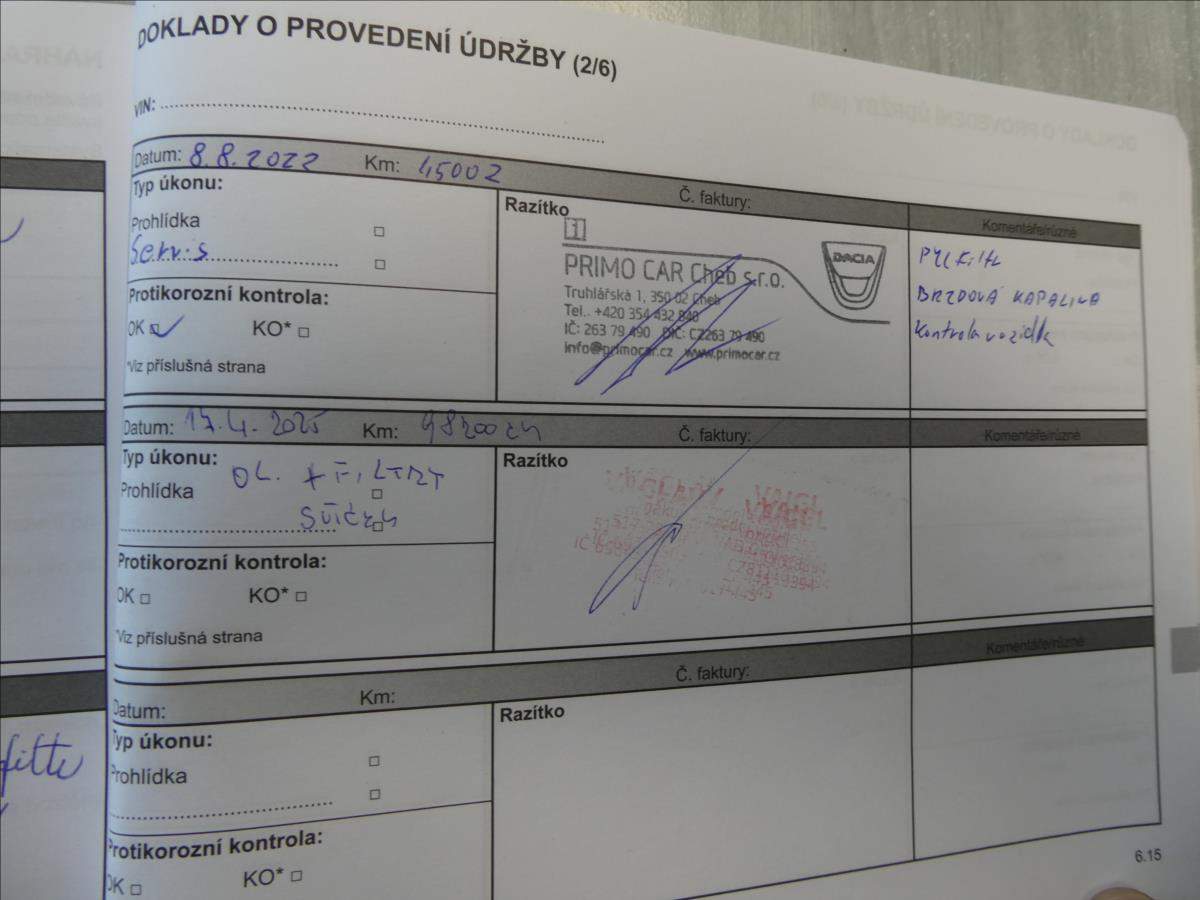 DOKLADY O PROVEDENÍ ÚDRŽBY (2/6)
VIN:
Datum: 8.8.2022 Km: 45002 Č. faktury:
Komentáře/různé
Typ úkonu:
Prohlídka
Servis
Protikorozní kontrola:
OK KO*
*Viz příslušná strana
Razítko
PRIMO CAR Cheb s.r.o.
Truhlářská 1, 350 02 Cheb
Tel.: +420 354 432 840
IČ: 263 79 490 DIČ: CZ263 79 490
info@primocar.cz www.primocar.cz
DACIA
BRZDOVÁ KAPALINA
Kontrola vozidla
Datum: 17.4. 2025 Km: 98200 Č. faktury:
Komentáře/různé
Typ úkonu:
OL. + FILTRY
Prohlídka
Protikorozní kontrola:
OK KO*
*Viz příslušná strana
Razítko
Datum: Km: Č. faktury:
Komentáře/různé
Typ úkonu:
Prohlídka
Protikorozní kontrola:
OK KO*
Razítko
6.15